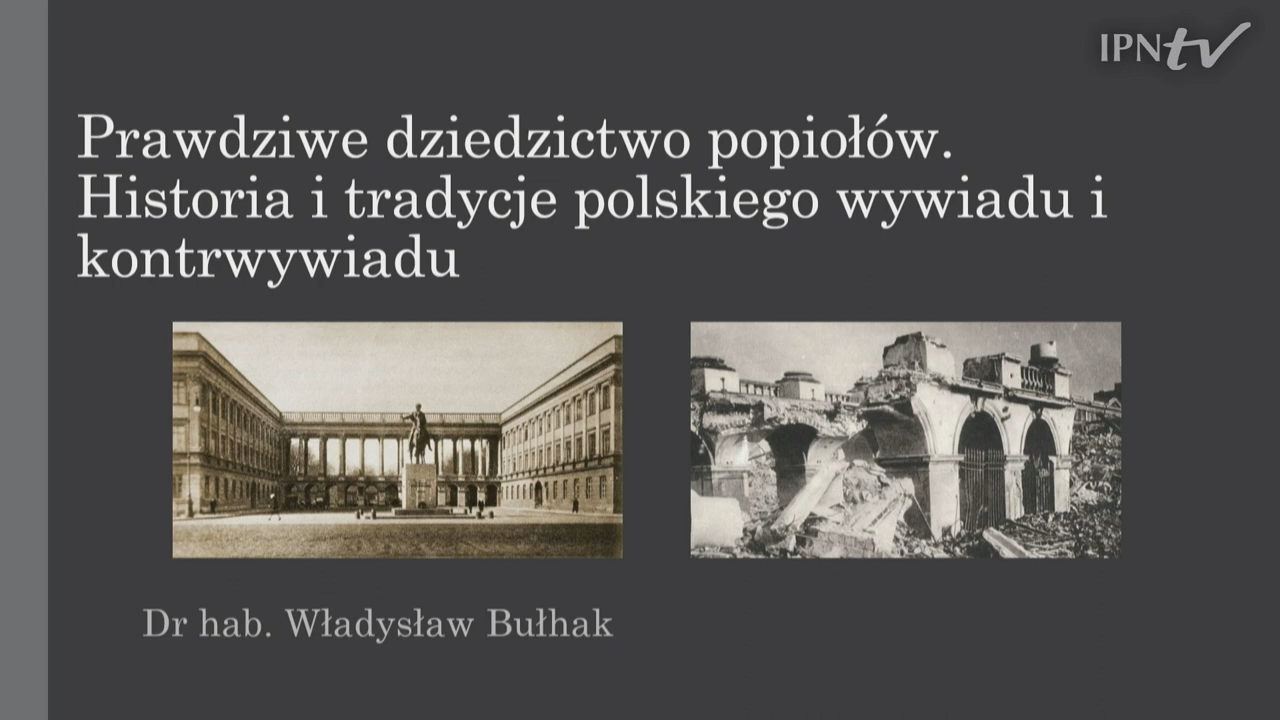 IPNtv
Prawdziwe dziedzictwo popiołów.
Historia i tradycje polskiego wywiadu i
kontrwywiadu
Dr hab. Władysław Bułhak